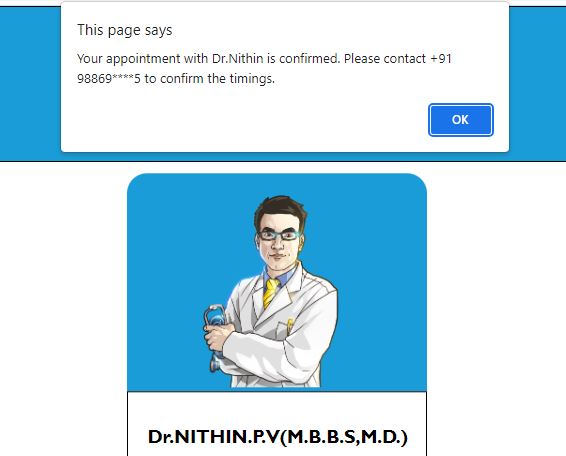 This page says
Your appointment with Dr.Nithin is confirmed. Please contact +91
98869****5 to confirm the timings.
OK
Dr.NITHIN.P.V(M.B.B.S,M.D.)